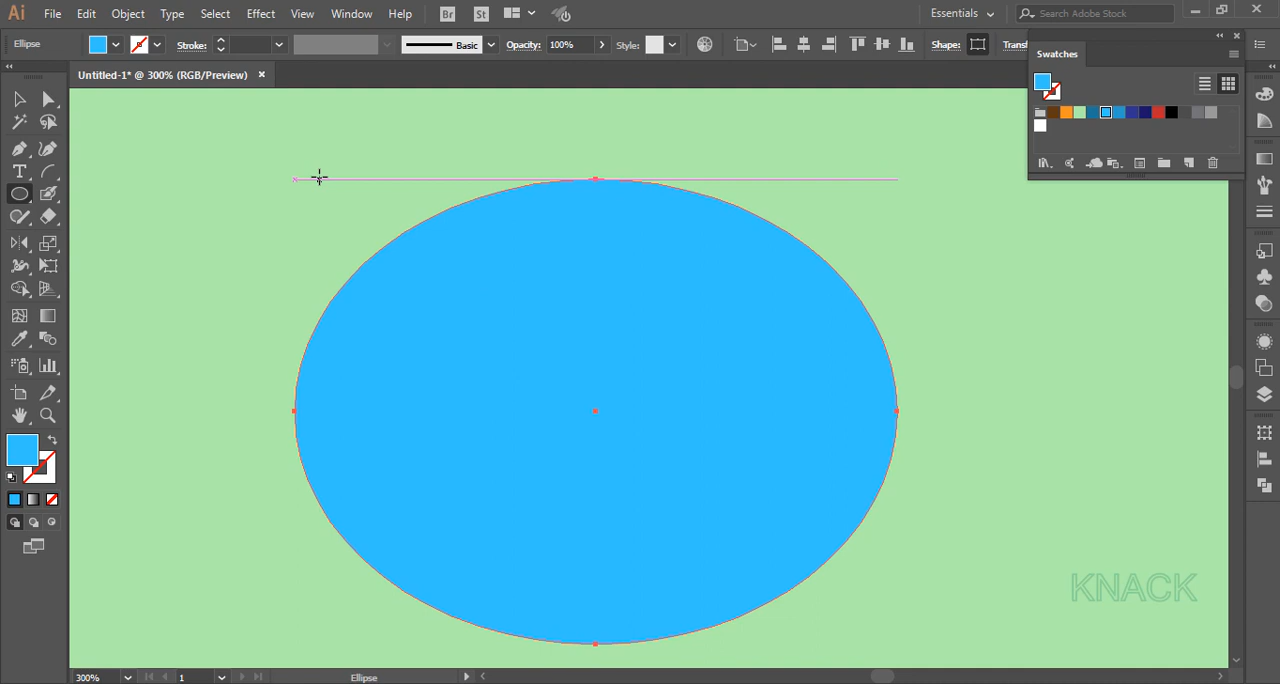 Ai File Edit Object Type Select Effect View Window Help Br St Essentials Search Adobe Stock
Ellipse Stroke: Basic Opacity: 100% Style: Shape: Transf
Untitled-1* @ 300% (RGB/Preview)
Swatches
KNACK
300% 1 Ellipse